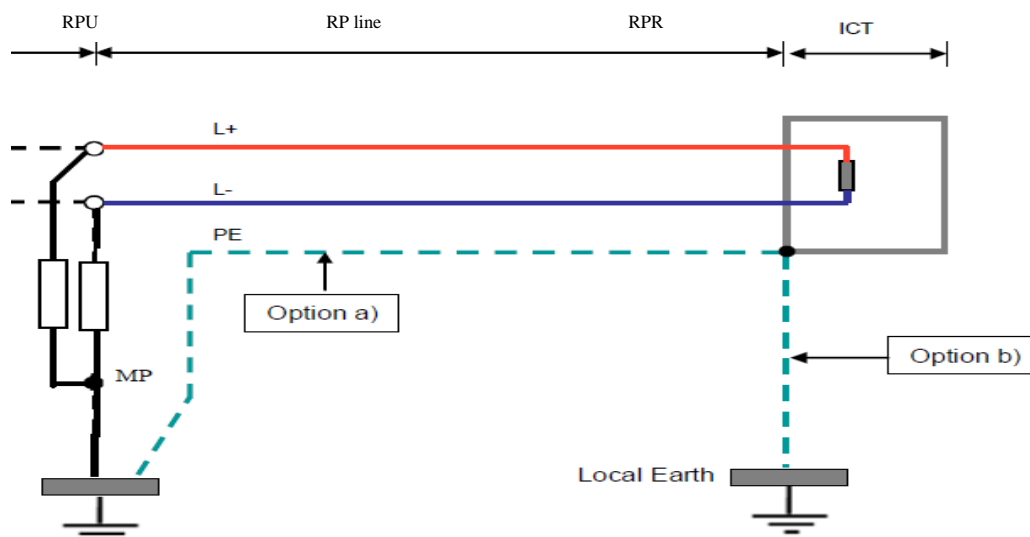 RPU RP line RPR ICT
L+
L-
PE
Option a)
Option b)
MP
Local Earth